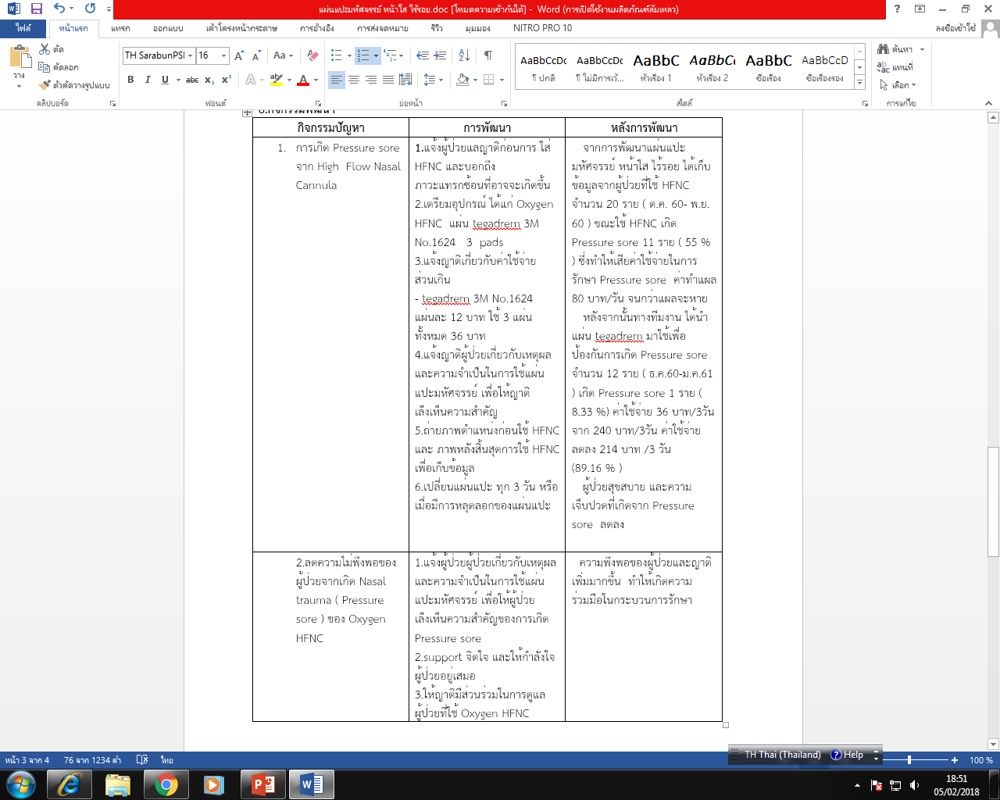 แผ่นแปะมหัศจรรย์ หน้าใส ไร้รอย.doc [โหมดความเข้ากันได้] - Word (การเปิดใช้งานผลิตภัณฑ์ล้มเหลว)
ไฟล์ หน้าแรก แทรก ออกแบบ เค้าโครงหน้ากระดาษ การอ้างอิง การส่งจดหมาย รีวิว มุมมอง NITRO PRO 10 ลงชื่อเข้าใช้
วาง
ตัด
คัดลอก
ตัวคัดวางรูปแบบ
คลิปบอร์ด
TH SarabunPSK 16
ฟอนต์
ย่อหน้า
AaBbCcDc AaBbCcDc AaBbC AaBbCc AaBbC AaBbCcD
¶ ปกติ ¶ ไม่มีการเว้... หัวเรื่อง 1 หัวเรื่อง 2 ชื่อเรื่อง ชื่อเรื่องรอง
สไตล์
ค้นหา
แทนที่
เลือก
การแก้ไข
กิจกรรมปัญหา การพัฒนา หลังการพัฒนา
1. การเกิด Pressure sore
จาก High Flow Nasal
Cannula
1.แจ้งผู้ป่วยแลญาติก่อนการ ใส่
HFNC และบอกถึง
ภาวะแทรกซ้อนที่อาจจะเกิดขึ้น
2.เตรียมอุปกรณ์ ได้แก่ Oxygen
HFNC แผ่น tegadrem 3M
No.1624 3 pads
3.แจ้งญาติเกี่ยวกับค่าใช้จ่าย
ส่วนเกิน
- tegadrem 3M No.1624
แผ่นละ 12 บาท ใช้ 3 แผ่น
ทั้งหมด 36 บาท
4.แจ้งญาติผู้ป่วยเกี่ยวกับเหตุผล
และความจำเป็นในการใช้แผ่น
แปะมหัศจรรย์ เพื่อให้ญาติ
เล็งเห็นความสำคัญ
5.ถ่ายภาพตำแหน่งก่อนใช้ HFNC
และ ภาพหลังสิ้นสุดการใช้ HFNC
เพื่อเก็บข้อมูล
6.เปลี่ยนแผ่นแปะ ทุก 3 วัน หรือ
เมื่อมีการหลุดลอกของแผ่นแปะ
จากการพัฒนาแผ่นแปะ
มหัศจรรย์ หน้าใส ไร้รอย ได้เก็บ
ข้อมูลจากผู้ป่วยที่ใช้ HFNC
จำนวน 20 ราย ( ต.ค. 60- พ.ย.
60 ) ขณะใช้ HFNC เกิด
Pressure sore 11 ราย ( 55 %
) ซึ่งทำให้เสียค่าใช้จ่ายในการ
รักษา Pressure sore ค่าทำแผล
80 บาท/วัน จนกว่าแผลจะหาย
หลังจากนั้นทางทีมงาน ได้นำ
แผ่น tegadrem มาใช้เพื่อ
ป้องกันการเกิด Pressure sore
จำนวน 12 ราย ( ธ.ค.60-ม.ค.61
) เกิด Pressure sore 1 ราย (
8.33 %) ค่าใช้จ่าย 36 บาท/3วัน
จาก 240 บาท/3วัน ค่าใช้จ่าย
ลดลง 214 บาท /3 วัน
(89.16 % )
ผู้ป่วยสุขสบาย และความ
เจ็บปวดที่เกิดจาก Pressure
sore ลดลง
2.ลดความไม่พึงพอของ
ผู้ป่วยจากเกิด Nasal
trauma ( Pressure
sore ) ของ Oxygen
HFNC
1.แจ้งผู้ป่วยผู้ป่วยเกี่ยวกับเหตุผล
และความจำเป็นในการใช้แผ่น
แปะมหัศจรรย์ เพื่อให้ผู้ป่วย
เล็งเห็นความสำคัญของการเกิด
Pressure sore
2.support จิตใจ และให้กำลังใจ
ผู้ป่วยอยู่เสมอ
3.ให้ญาติมีส่วนร่วมในการดูแล
ผู้ป่วยที่ใช้ Oxygen HFNC
ความพึงพอของผู้ป่วยและญาติ
เพิ่มมากขึ้น ทำให้เกิดความ
ร่วมมือในกระบวนการรักษา
หน้า 3 จาก 4 76 จาก 1234 คำ ไทย
TH Thai (Thailand) Help
100 %
18:51
05/02/2018